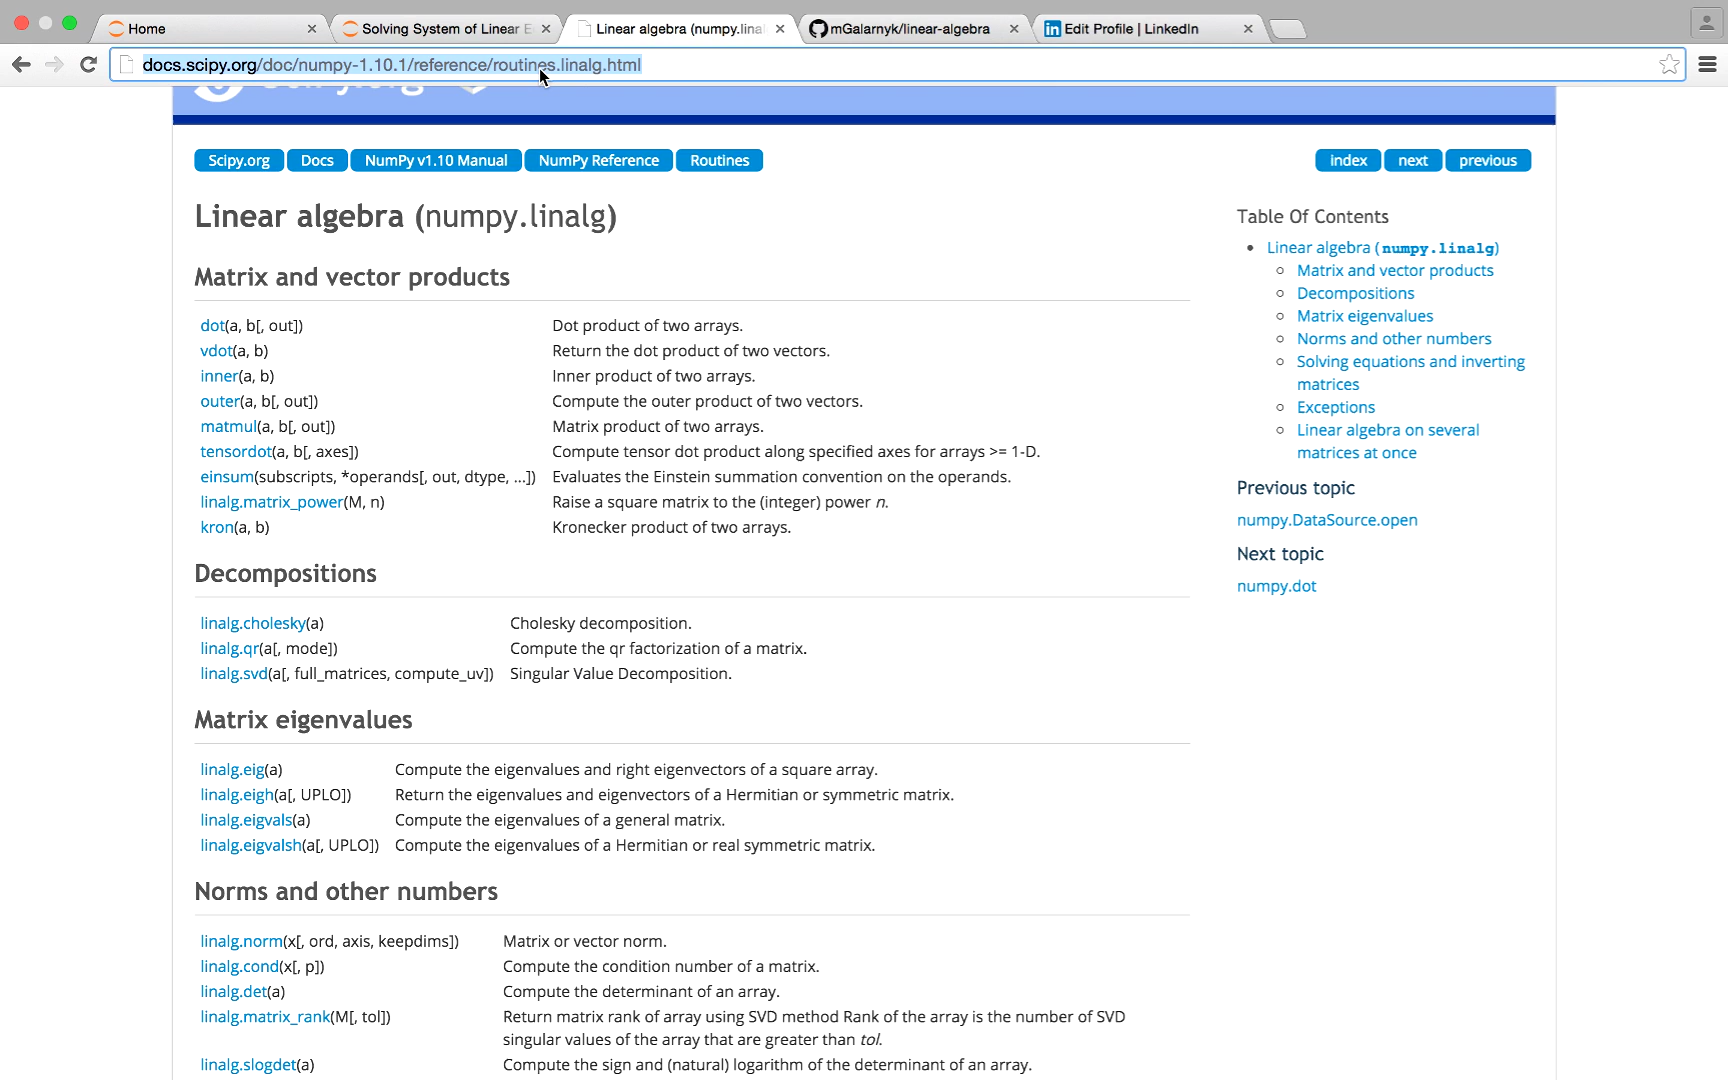 Home
Solving System of Linear E
Linear algebra (numpy.lina
mGalarnyk/linear-algebra
Edit Profile | LinkedIn
docs.scipy.org/doc/numpy-1.10.1/reference/routines.linalg.html
Scipy.org Docs NumPy v1.10 Manual NumPy Reference Routines index next previous
Linear algebra (numpy.linalg)
Matrix and vector products
dot(a, b[, out]) Dot product of two arrays.
vdot(a, b) Return the dot product of two vectors.
inner(a, b) Inner product of two arrays.
outer(a, b[, out]) Compute the outer product of two vectors.
matmul(a, b[, out]) Matrix product of two arrays.
tensordot(a, b[, axes]) Compute tensor dot product along specified axes for arrays >= 1-D.
einsum(subscripts, *operands[, out, dtype, ...]) Evaluates the Einstein summation convention on the operands.
linalg.matrix_power(M, n) Raise a square matrix to the (integer) power n.
kron(a, b) Kronecker product of two arrays.
Decompositions
linalg.cholesky(a) Cholesky decomposition.
linalg.qr(a[, mode]) Compute the qr factorization of a matrix.
linalg.svd(a[, full_matrices, compute_uv]) Singular Value Decomposition.
Matrix eigenvalues
linalg.eig(a) Compute the eigenvalues and right eigenvectors of a square array.
linalg.eigh(a[, UPLO]) Return the eigenvalues and eigenvectors of a Hermitian or symmetric matrix.
linalg.eigvals(a) Compute the eigenvalues of a general matrix.
linalg.eigvalsh(a[, UPLO]) Compute the eigenvalues of a Hermitian or real symmetric matrix.
Norms and other numbers
linalg.norm(x[, ord, axis, keepdims]) Matrix or vector norm.
linalg.cond(x[, p]) Compute the condition number of a matrix.
linalg.det(a) Compute the determinant of an array.
linalg.matrix_rank(M[, tol]) Return matrix rank of array using SVD method Rank of the array is the number of SVD
singular values of the array that are greater than tol.
linalg.slogdet(a) Compute the sign and (natural) logarithm of the determinant of an array.
Table Of Contents
Linear algebra (numpy.linalg)
Matrix and vector products
Decompositions
Matrix eigenvalues
Norms and other numbers
Solving equations and inverting
matrices
Exceptions
Linear algebra on several
matrices at once
Previous topic
numpy.DataSource.open
Next topic
numpy.dot